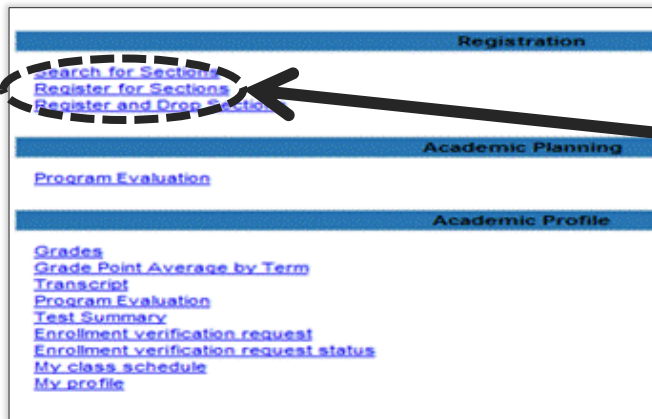 Registration
Search for Sections
Register for Sections
Register and Drop Sections
Academic Planning
Program Evaluation
Academic Profile
Grades
Grade Point Average by Term
Transcript
Program Evaluation
Test Summary
Enrollment verification request
Enrollment verification request status
My class schedule
My profile